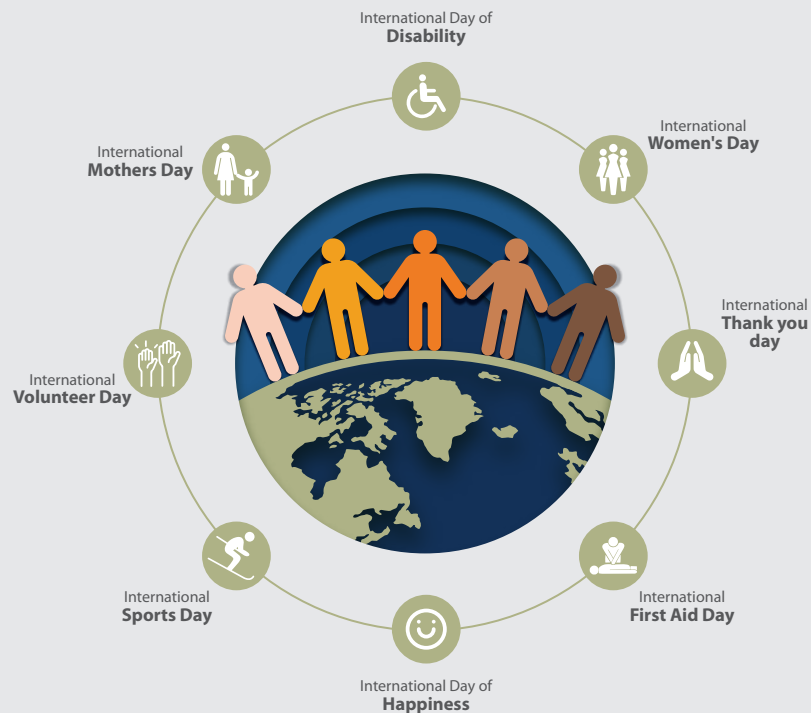 International Day of
Disability
International
Women's Day
International
Thank you
day
International
First Aid Day
International Day of
Happiness
International
Sports Day
International
Volunteer Day
International
Mothers Day